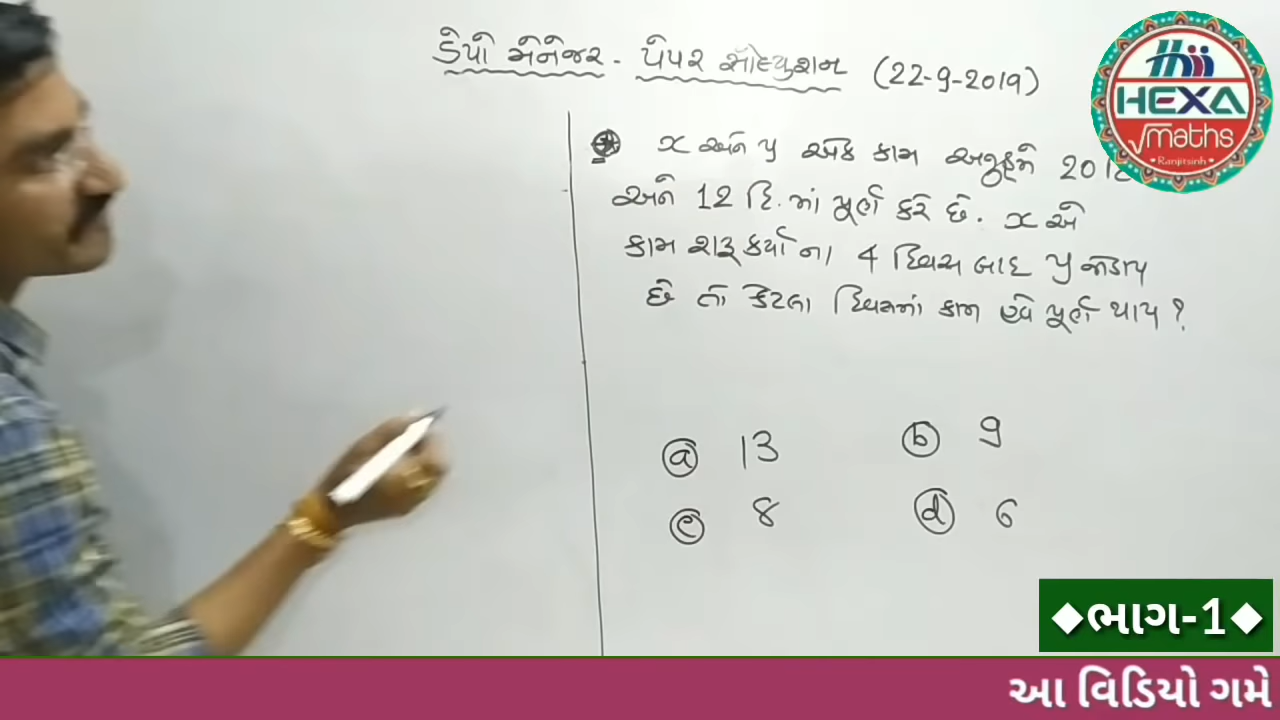 ડેપો મેનેજર - પેપર સોલ્યુશન (22-9-2019)
x અને y એક કામ અનુક્રમે 20 દિ
અને 12 દિ. માં પૂર્ણ કરે છે. x એ
કામ શરૂ કર્યાના 4 દિવસ બાદ y જોડાય
છે તો કેટલા દિવસમાં કામ હવે પૂર્ણ થાય ?
ⓐ 13 ⓑ 9
ⓒ 8 ⓓ 6
HEXA
√maths
Ranjitsinh
◆ભાગ-1◆
આ વિડિયો ગમે